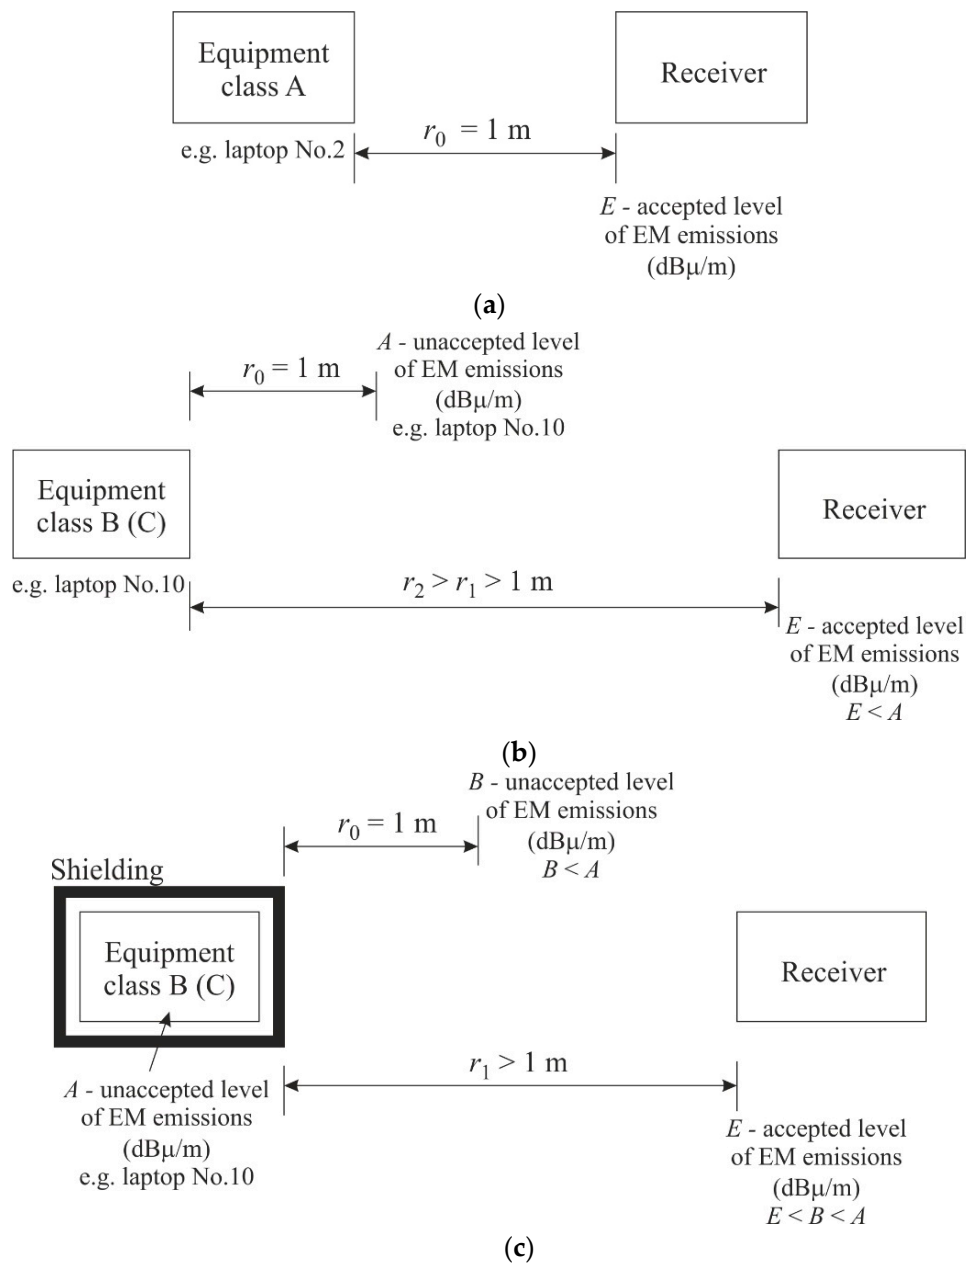 Equipment
class A
Receiver
r0 = 1 m
e.g. laptop No.2
E - accepted level
of EM emissions
(dBµ/m)
(a)
A - unaccepted level
of EM emissions
(dBµ/m)
e.g. laptop No.10
r0 = 1 m
Equipment
class B (C)
Receiver
e.g. laptop No.10
r2 > r1 > 1 m
E - accepted level
of EM emissions
(dBµ/m)
E < A
(b)
B - unaccepted level
of EM emissions
(dBµ/m)
B < A
r0 = 1 m
Shielding
Equipment
class B (C)
Receiver
r1 > 1 m
A - unaccepted level
of EM emissions
(dBµ/m)
e.g. laptop No.10
E - accepted level
of EM emissions
(dBµ/m)
E < B < A
(c)